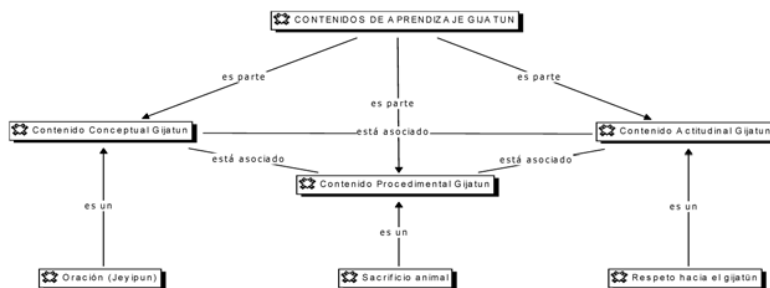 CONTENIDOS DE APRENDIZAJE GIJATUN
es parte
es parte
es parte
Contenido Conceptual Gijatun
está asociado
Contenido Actitudinal Gijatun
está asociado
está asociado
Contenido Procedimental Gijatun
es un
es un
es un
Oración (Jeyipun)
Sacrificio animal
Respeto hacia el gijatún